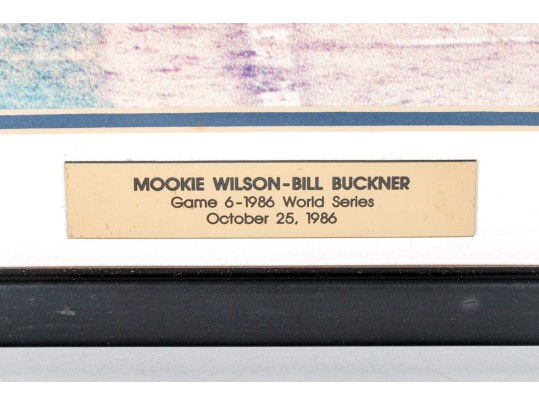 MOOKIE WILSON-BILL BUCKNER
Game 6-1986 World Series
October 25, 1986